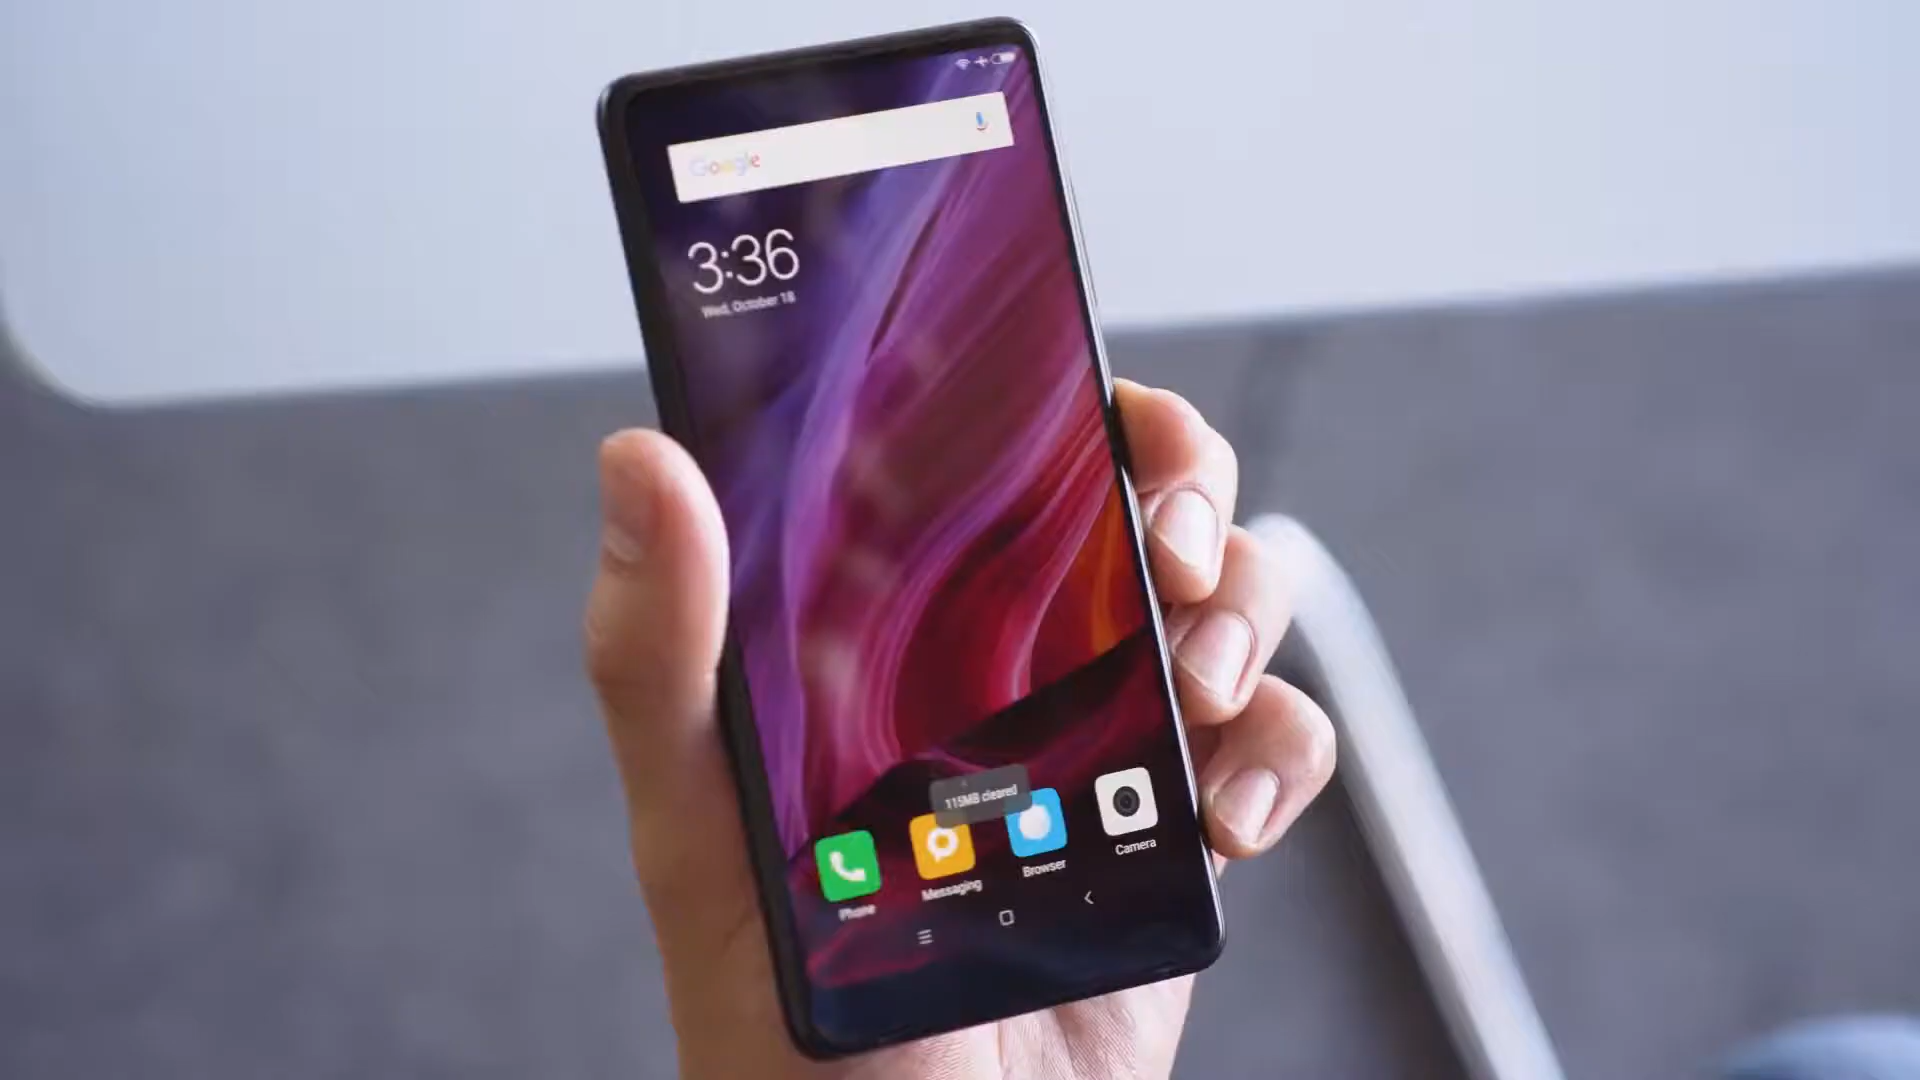 Google
3:36
Wed, October 18
115MB cleared
Phone
Messaging
Browser
Camera